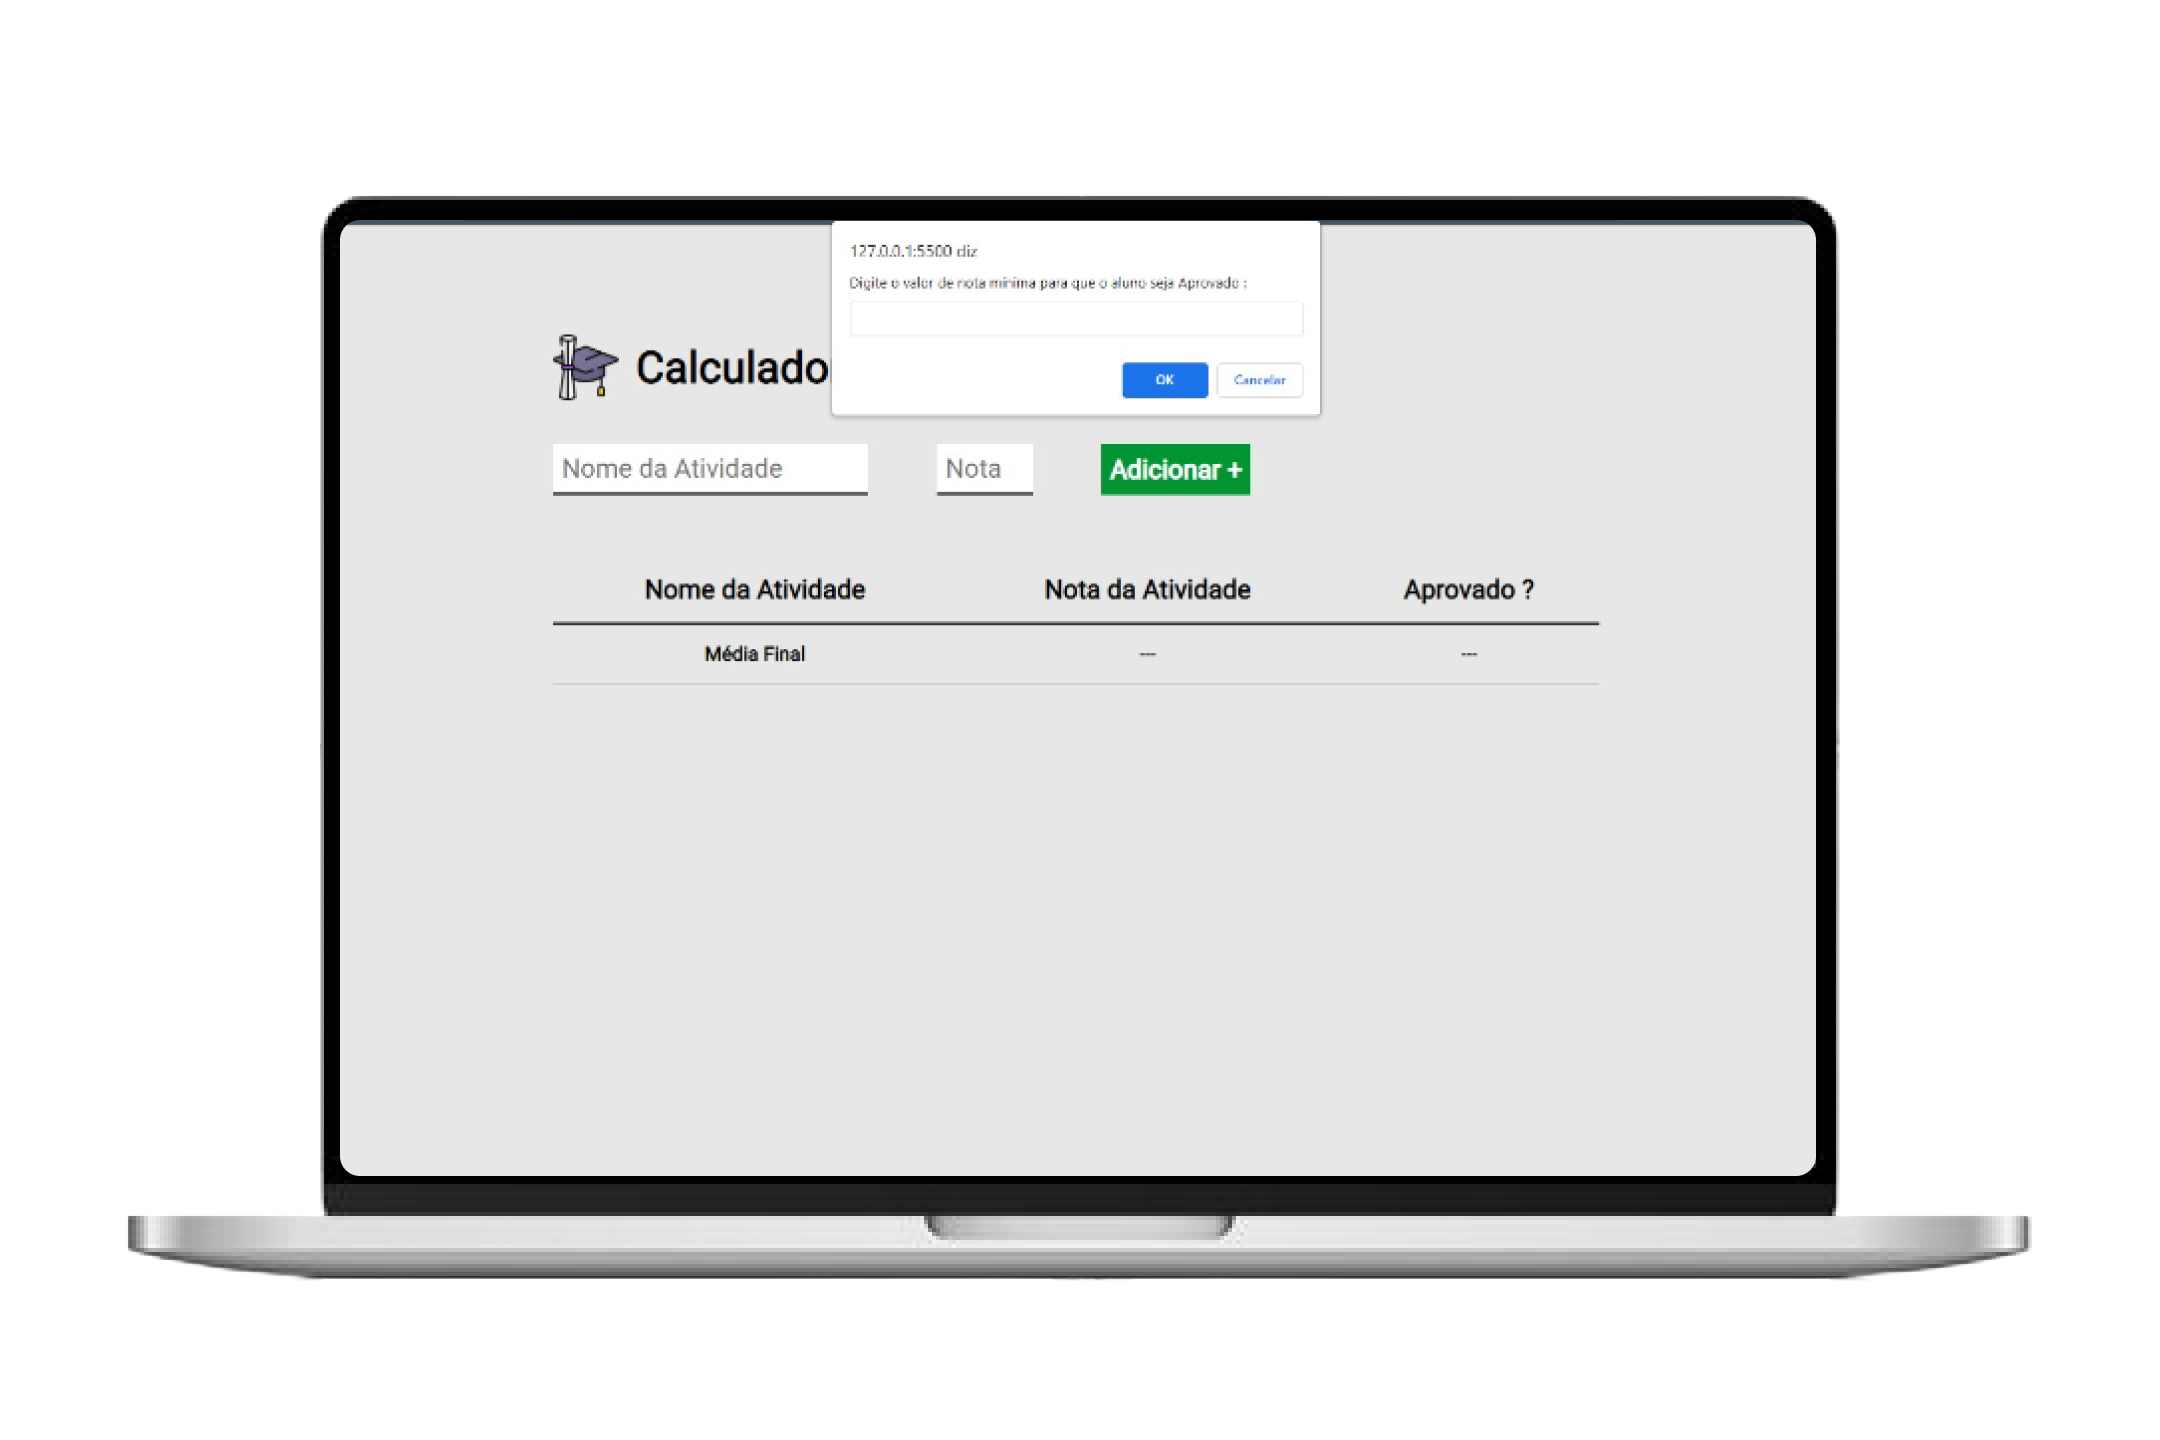 127.0.0.1:5500 diz
Digite o valor de nota mínima para que o aluno seja Aprovado :
OK Cancelar
Calculado
Nome da Atividade Nota Adicionar +
Nome da Atividade Nota da Atividade Aprovado ?
Média Final --- ---